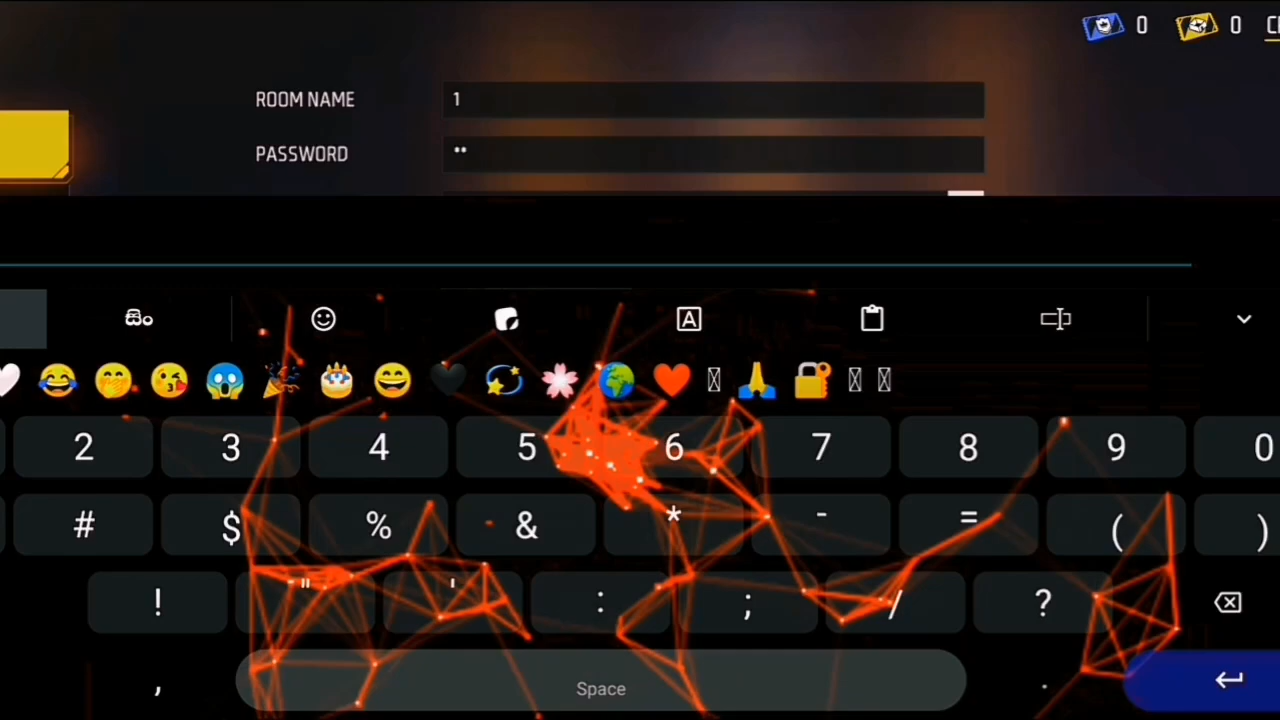 0 0
ROOM NAME 1
PASSWORD **
සිං
2 3 4 5 6 7 8 9 0
# $ % & * - = ( )
! " ' : ; / ?
, Space .